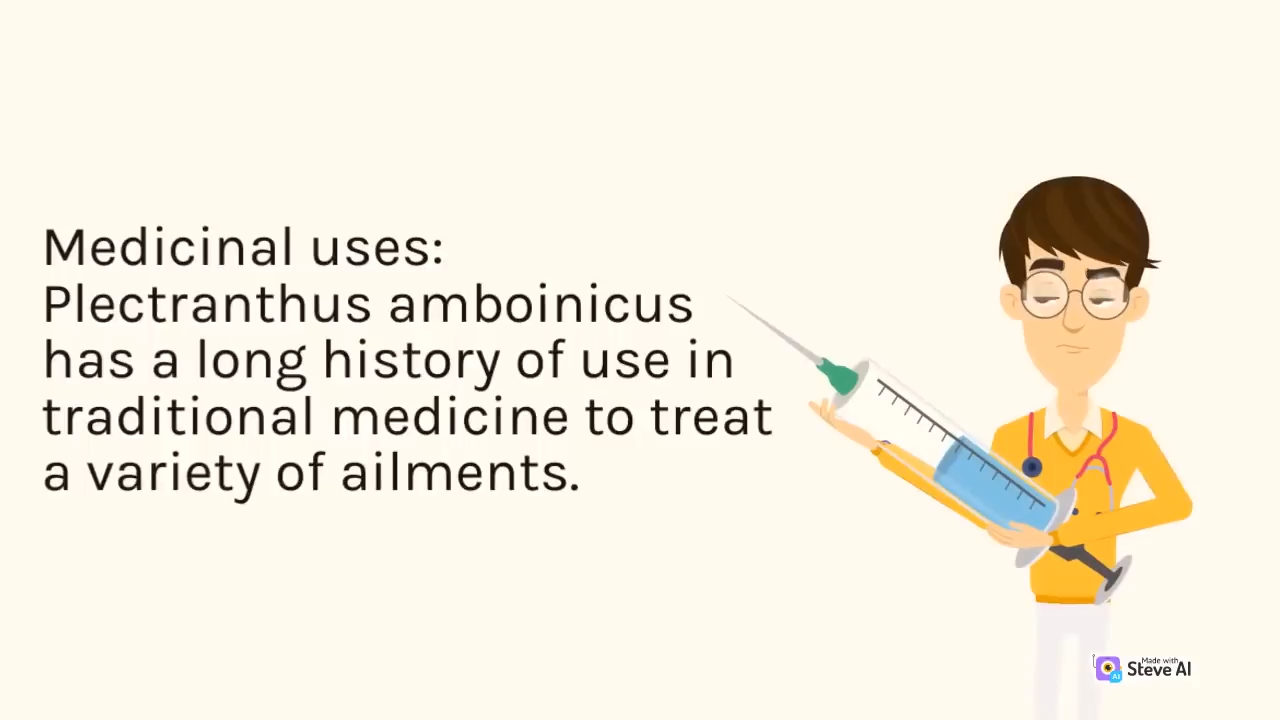 Medicinal uses:
Plectranthus amboinicus
has a long history of use in
traditional medicine to treat
a variety of ailments.
Made with
AI
Steve AI